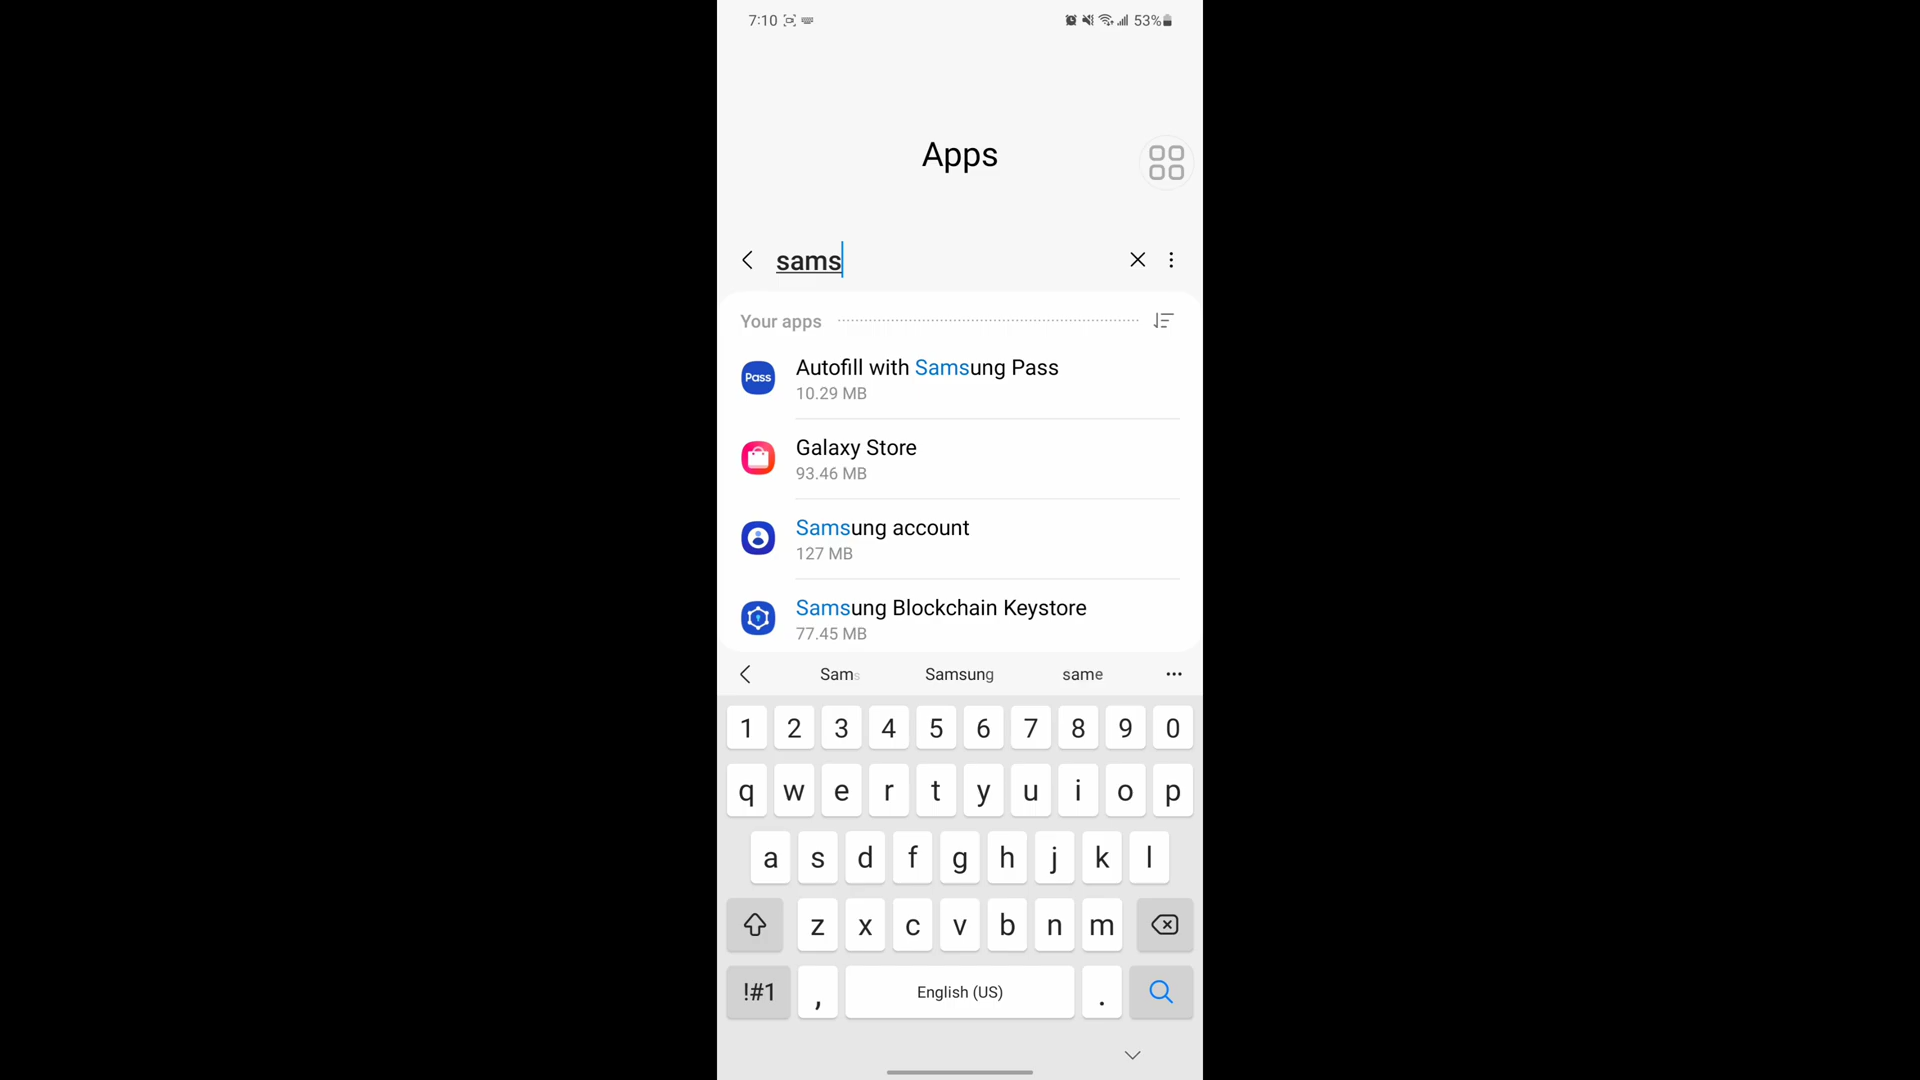 7:10 53%
Apps
sams
Your apps
Pass
Autofill with Samsung Pass
10.29 MB
Galaxy Store
93.46 MB
Samsung account
127 MB
Samsung Blockchain Keystore
77.45 MB
Sams Samsung same
1 2 3 4 5 6 7 8 9 0
q w e r t y u i o p
a s d f g h j k l
z x c v b n m
!#1 , English (US) .